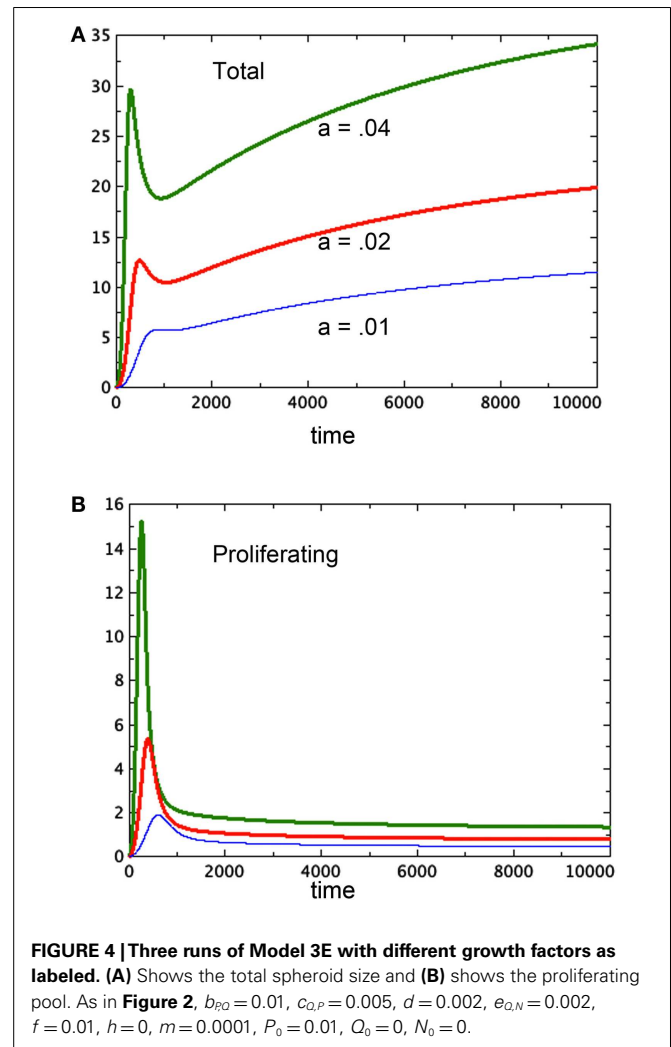 A
35
Total
30
a = .04
25
20
a = .02
15
10
a = .01
5
0
0 2000 4000 6000 8000 10000
time
B
16
14
Proliferating
12
10
8
6
4
2
0
0 2000 4000 6000 8000 10000
time
FIGURE 4 | Three runs of Model 3E with different growth factors as
labeled. (A) Shows the total spheroid size and (B) shows the proliferating
pool. As in Figure 2, b_{P,Q} = 0.01, c_{Q,P} = 0.005, d = 0.002, e_{Q,N} = 0.002,
f = 0.01, h = 0, m = 0.0001, P₀ = 0.01, Q₀ = 0, N₀ = 0.